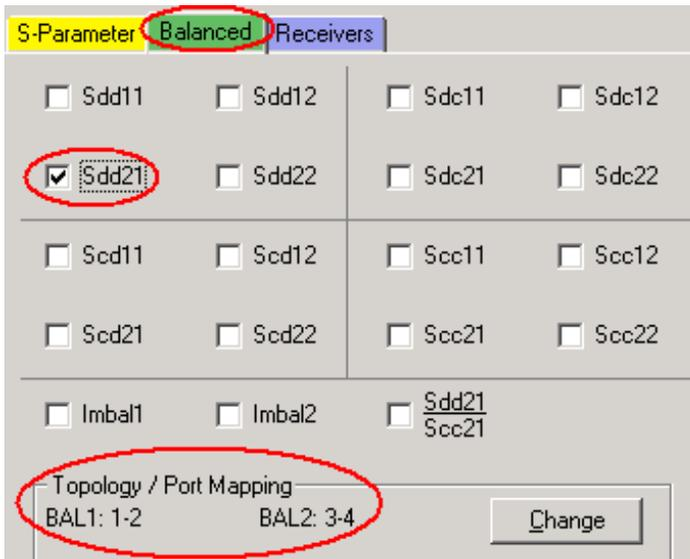 S-Parameter Balanced Receivers
Sdd11 Sdd12 Sdc11 Sdc12
Sdd21 Sdd22 Sdc21 Sdc22
Scd11 Scd12 Scc11 Scc12
Scd21 Scd22 Scc21 Scc22
Imbal1 Imbal2 Sdd21
Scc21
Topology / Port Mapping
BAL1: 1-2 BAL2: 3-4 Change